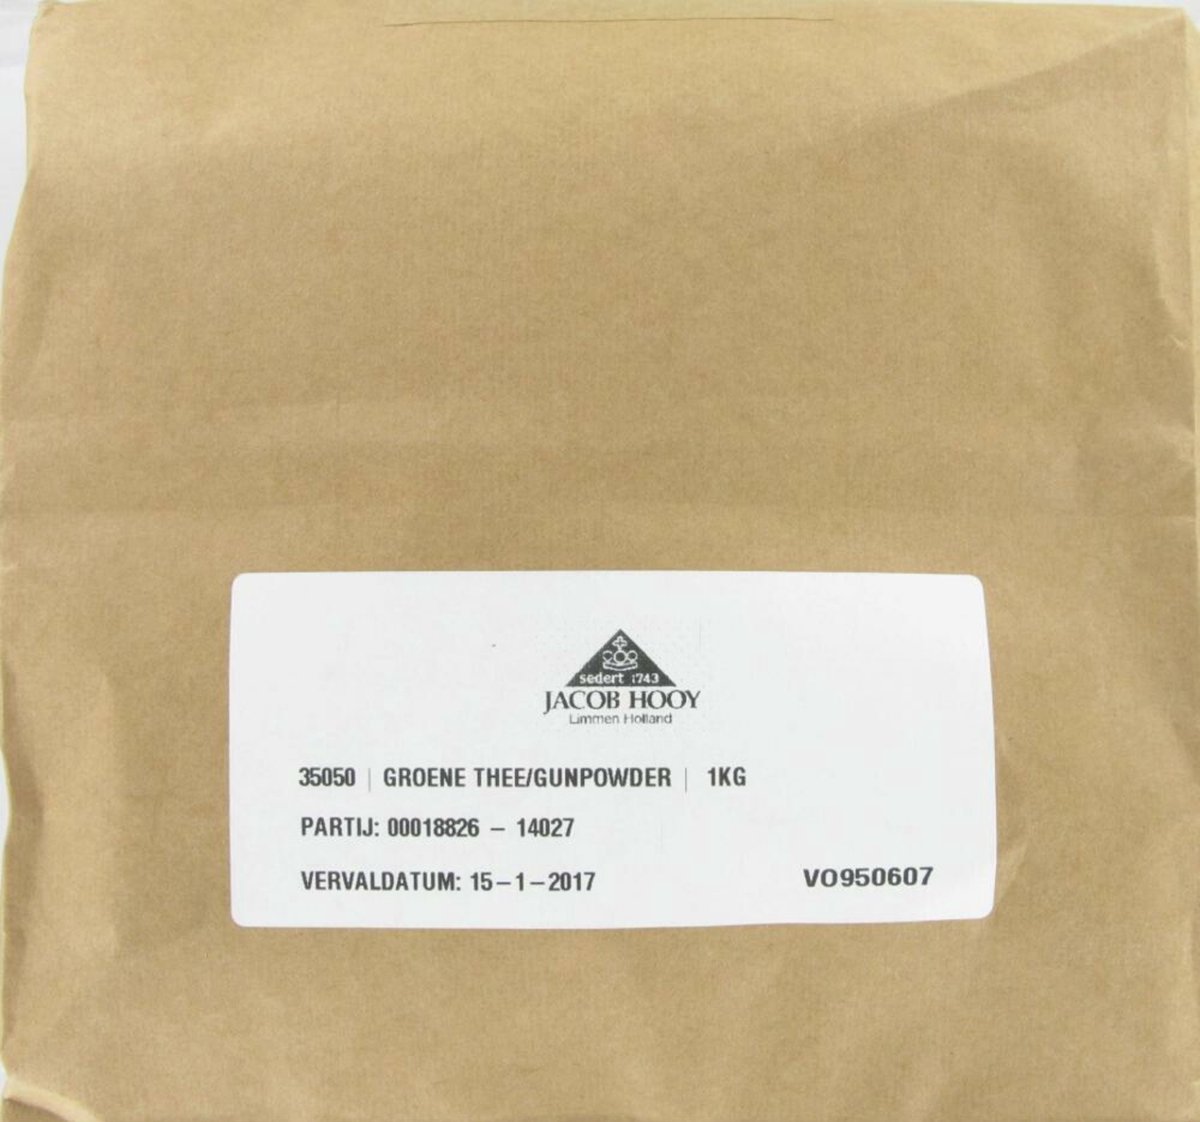 sedert 1743
JACOB HOOY
Limmen Holland
35050 | GROENE THEE/GUNPOWDER | 1KG
PARTIJ: 00018826 – 14027
VERVALDATUM: 15–1–2017 VO950607